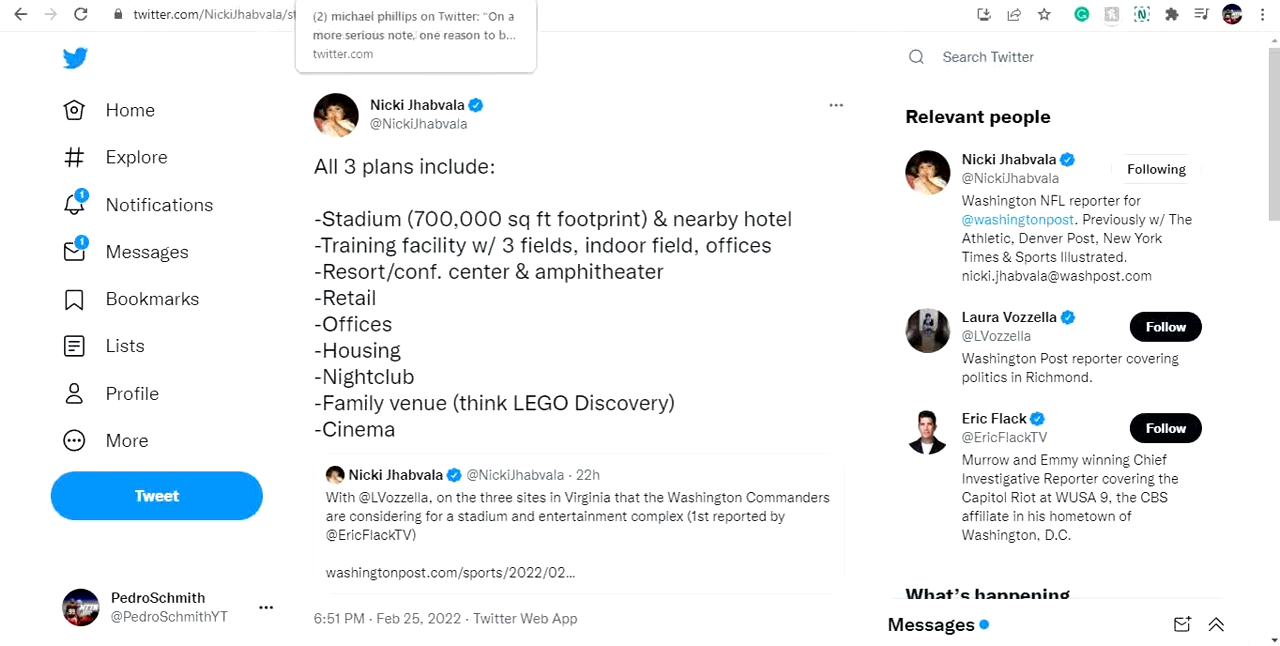 twitter.com/NickiJhabvala/st
(2) michael phillips on Twitter: "On a
more serious note, one reason to b...
twitter.com
Search Twitter
Home
Explore
1
Notifications
1
Messages
Bookmarks
Lists
Profile
More
Tweet
PedroSchmith
@PedroSchmithYT
Nicki Jhabvala
@NickiJhabvala
All 3 plans include:
-Stadium (700,000 sq ft footprint) & nearby hotel
-Training facility w/ 3 fields, indoor field, offices
-Resort/conf. center & amphitheater
-Retail
-Offices
-Housing
-Nightclub
-Family venue (think LEGO Discovery)
-Cinema
Nicki Jhabvala @NickiJhabvala · 22h
With @LVozzella, on the three sites in Virginia that the Washington Commanders
are considering for a stadium and entertainment complex (1st reported by
@EricFlackTV)
washingtonpost.com/sports/2022/02...
6:51 PM · Feb 25, 2022 · Twitter Web App
Relevant people
Nicki Jhabvala
@NickiJhabvala
Following
Washington NFL reporter for
@washingtonpost. Previously w/ The
Athletic, Denver Post, New York
Times & Sports Illustrated.
nicki.jhabvala@washpost.com
Laura Vozzella
@LVozzella
Follow
Washington Post reporter covering
politics in Richmond.
Eric Flack
@EricFlackTV
Follow
Murrow and Emmy winning Chief
Investigative Reporter covering the
Capitol Riot at WUSA 9, the CBS
affiliate in his hometown of
Washington, D.C.
What's happening
Messages